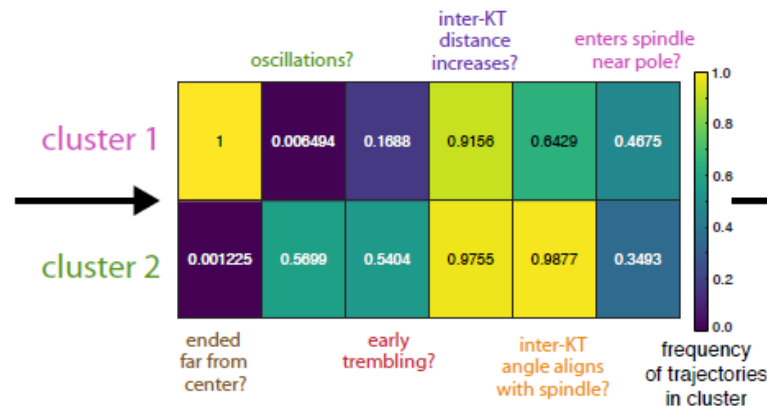 inter-KT
distance
increases?
enters spindle
near pole?
oscillations?
cluster 1
1 0.006494 0.1688 0.9156 0.6429 0.4675
cluster 2
0.001225 0.5699 0.5404 0.9755 0.9877 0.3493
1.0
0.8
0.6
0.4
0.2
0.0
ended
far from
center?
early
trembling?
inter-KT
angle aligns
with spindle?
frequency
of trajectories
in cluster